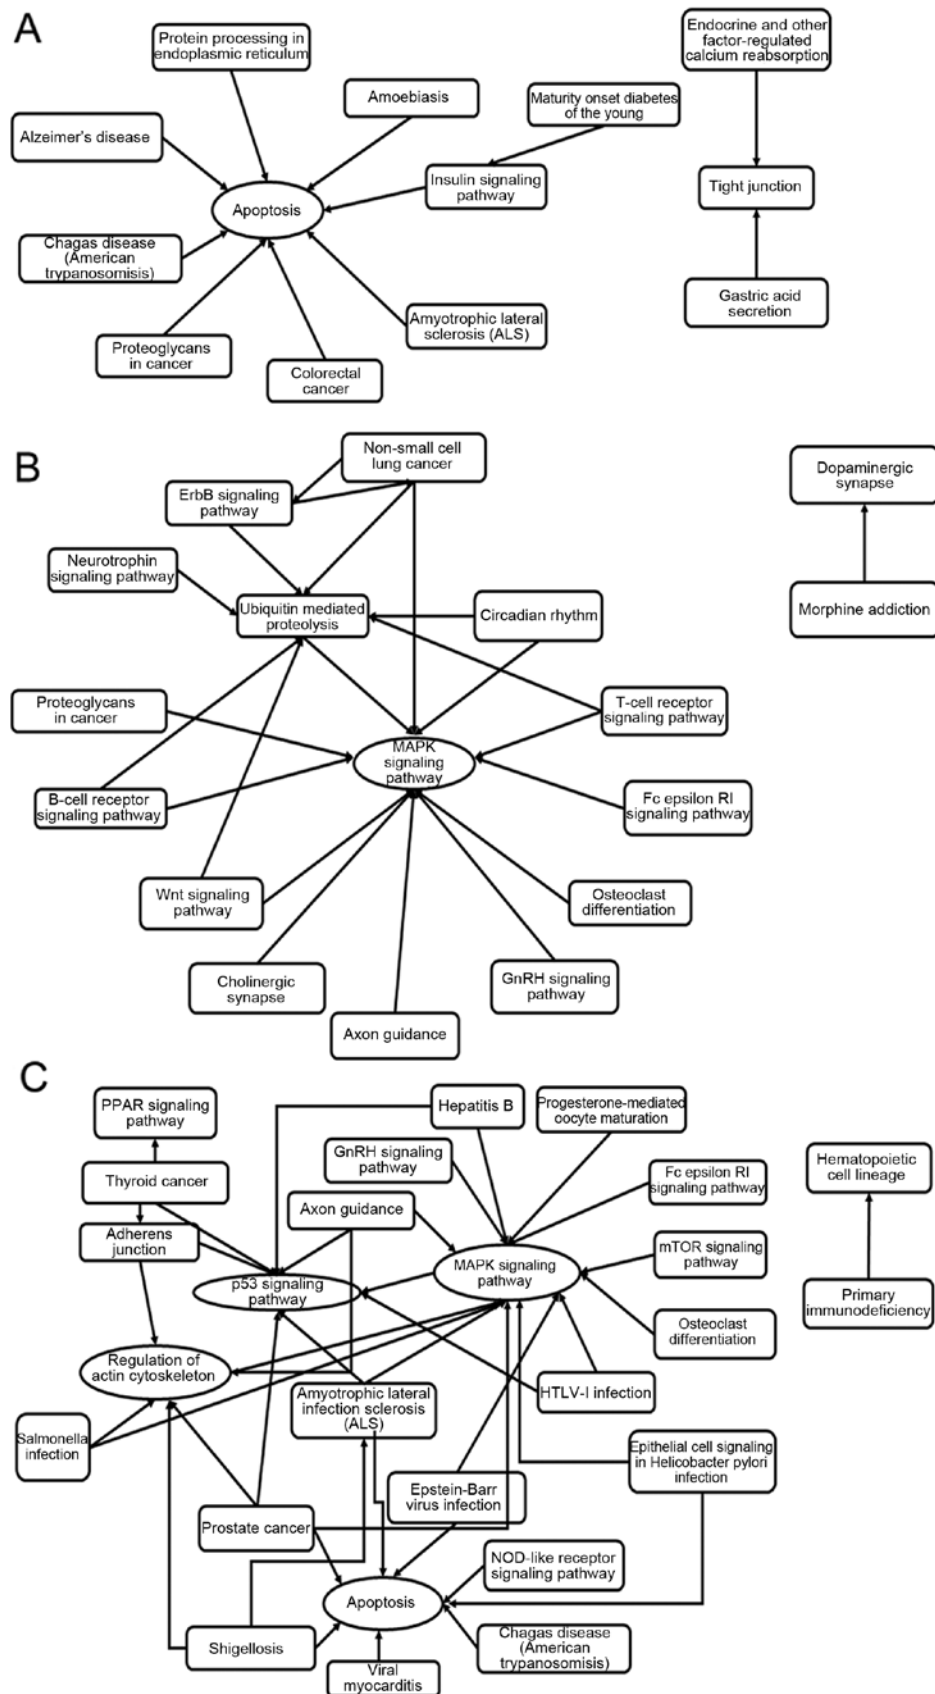 A
Protein processing in
endoplasmic reticulum
Endocrine and other
factor-regulated
calcium reabsorption
Amoebiasis
Maturity onset diabetes
of the young
Alzeimer's disease
Insulin signaling
pathway
Tight junction
Apoptosis
Chagas disease
(American
trypanosomisis)
Gastric acid
secretion
Amyotrophic lateral
sclerosis (ALS)
Proteoglycans
in cancer
Colorectal
cancer
B
Non-small cell
lung cancer
Dopaminergic
synapse
ErbB signaling
pathway
Neurotrophin
signaling pathway
Ubiquitin mediated
proteolysis
Circadian rhythm
Morphine addiction
Proteoglycans
in cancer
T-cell receptor
signaling pathway
MAPK
signaling
pathway
B-cell receptor
signaling pathway
Fc epsilon RI
signaling pathway
Wnt signaling
pathway
Osteoclast
differentiation
Cholinergic
synapse
GnRH signaling
pathway
Axon guidance
C
PPAR signaling
pathway
Hepatitis B
Progesterone-mediated
oocyte maturation
GnRH signaling
pathway
Thyroid cancer
Fc epsilon RI
signaling pathway
Hematopoietic
cell lineage
Axon guidance
Adherens
junction
mTOR signaling
pathway
MAPK signaling
pathway
p53 signaling
pathway
Primary
immunodeficiency
Osteoclast
differentiation
Regulation of
actin cytoskeleton
HTLV-I infection
Amyotrophic lateral
infection sclerosis
(ALS)
Salmonella
infection
Epithelial cell signaling
in Helicobacter pylori
infection
Epstein-Barr
virus infection
Prostate cancer
NOD-like receptor
signaling pathway
Apoptosis
Chagas disease
(American
trypanosomisis)
Shigellosis
Viral
myocarditis